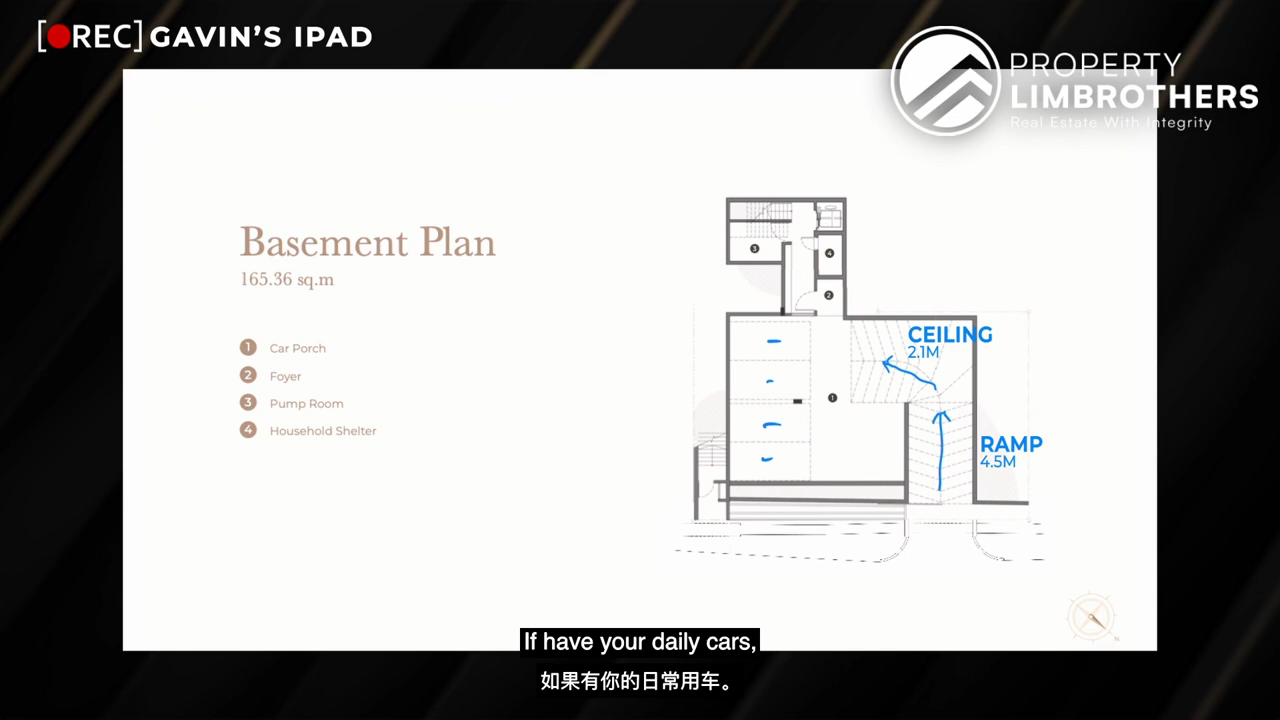 [REC] GAVIN'S IPAD
PROPERTY
LIMBROTHERS
Real Estate With Integrity
Basement Plan
165.36 sq.m
1 Car Porch
2 Foyer
3 Pump Room
4 Household Shelter
3
4
2
1
CEILING
2.1M
RAMP
4.5M
N
If have your daily cars,
如果有你的日常用车。